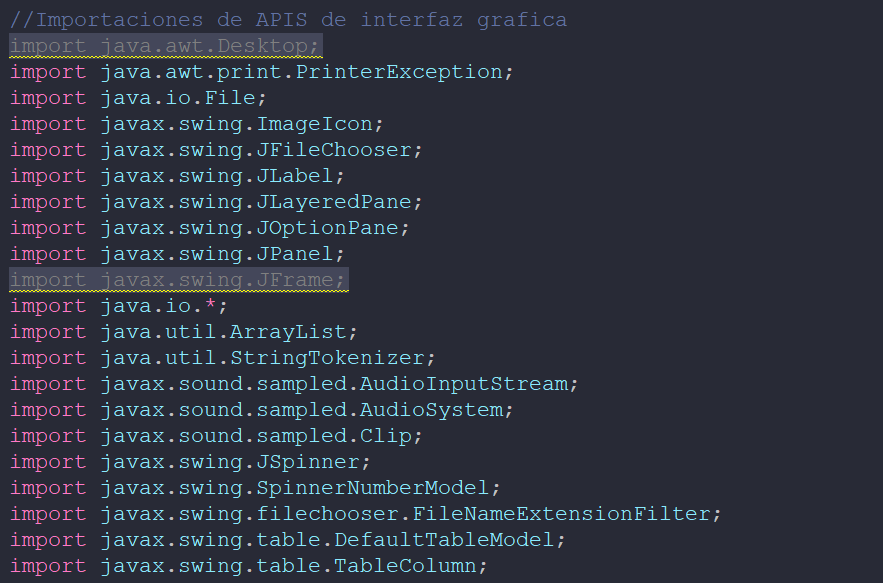 //Importaciones de APIS de interfaz grafica
import java.awt.Desktop;
import java.awt.print.PrinterException;
import java.io.File;
import javax.swing.ImageIcon;
import javax.swing.JFileChooser;
import javax.swing.JLabel;
import javax.swing.JLayeredPane;
import javax.swing.JOptionPane;
import javax.swing.JPanel;
import javax.swing.JFrame;
import java.io.*;
import java.util.ArrayList;
import java.util.StringTokenizer;
import javax.sound.sampled.AudioInputStream;
import javax.sound.sampled.AudioSystem;
import javax.sound.sampled.Clip;
import javax.swing.JSpinner;
import javax.swing.SpinnerNumberModel;
import javax.swing.filechooser.FileNameExtensionFilter;
import javax.swing.table.DefaultTableModel;
import javax.swing.table.TableColumn;